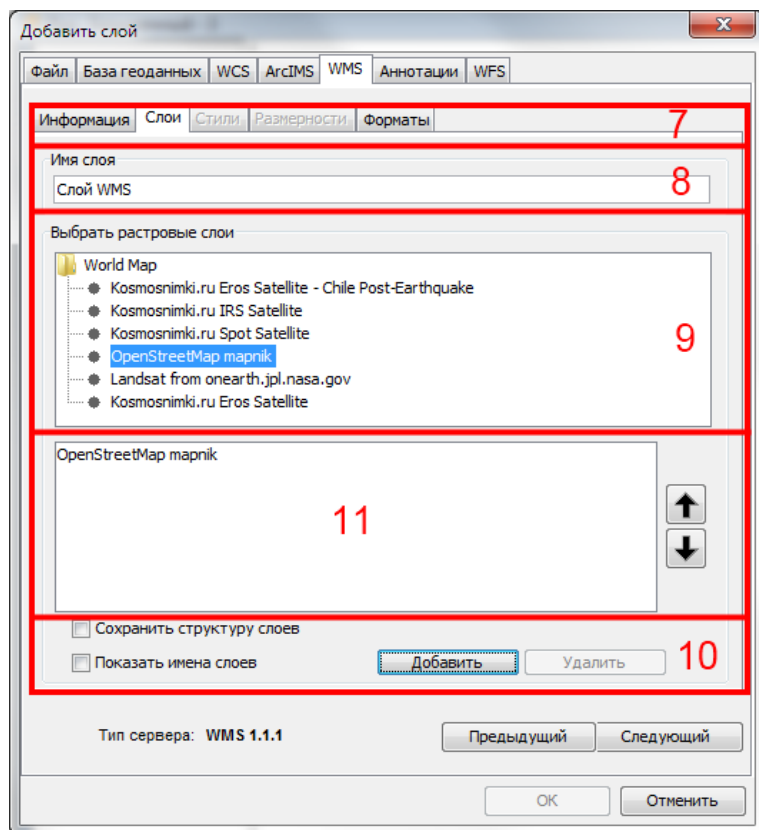 Добавить слой
Файл База геоданных WCS ArcIMS WMS Аннотации WFS
Информация Слои Стили Размерности Форматы 7
Имя слоя
Слой WMS 8
Выбрать растровые слои
World Map
Kosmosnimki.ru Eros Satellite - Chile Post-Earthquake
Kosmosnimki.ru IRS Satellite
Kosmosnimki.ru Spot Satellite
9
OpenStreetMap mapnik
Landsat from onearth.jpl.nasa.gov
Kosmosnimki.ru Eros Satellite
OpenStreetMap mapnik
11
Сохранить структуру слоев
Показать имена слоев Добавить Удалить 10
Тип сервера: WMS 1.1.1 Предыдущий Следующий
OK Отменить